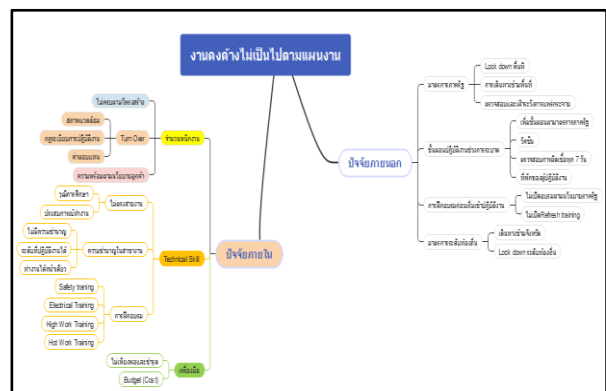 งานคงค้างไม่เป็นไปตามแผนงาน
ปัจจัยภายนอก
มาตรการภาครัฐ
Lock down พื้นที่
การเดินทางข้ามพื้นที่
ตรวจสอบและเฝ้าระวังการแพร่กระจาย
ขั้นตอนปฏิบัติงานช่วงการระบาด
เพิ่มขั้นตอนตามมาตรการภาครัฐ
วัคซีน
ตรวจสอบการติดเชื้อทุก 7 วัน
ที่พักของผู้ปฏิบัติงาน
การฝึกอบรมก่อนเริ่มเข้าปฏิบัติงาน
ไม่เปิดอบรมตามนโยบายภาครัฐ
ไม่เปิดRefresh training
มาตรการระดับท้องถิ่น
เดินทางข้ามจังหวัด
Lock down ระดับท้องถิ่น
ปัจจัยภายใน
จำนวนพนักงาน
ไม่ครบตามโครงสร้าง
Turn Over
สภาพแวดล้อม
กฎระเบียบการปฏิบัติงาน
ค่าตอบแทน
ความพร้อมตามนโยบายลูกค้า
Technical Skill
ไม่ตรงสายงาน
วุฒิการศึกษา
ประสบการณ์ทำงาน
ความชำนาญในสายงาน
ไม่มีความชำนาญ
ระดับที่ปฏิบัติงานได้
ทำงานได้หน้าเดียว
การฝึกอบรม
Safety traning
Electrical Training
High Work Training
Hot Work Training
เครื่องมือ
ไม่เพียงพอและชำรุด
Budget (Cost)